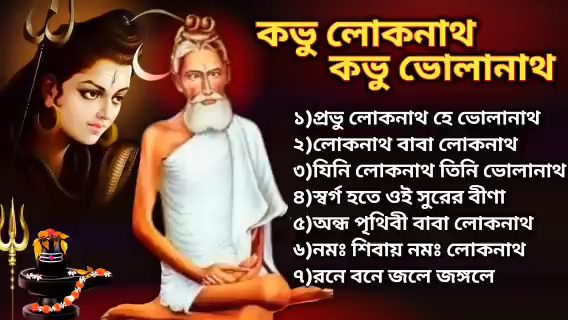 কভু লোকনাথ
কভু ভোলানাথ
১)প্রভু লোকনাথ হে ভোলানাথ
২)লোকনাথ বাবা লোকনাথ
৩)যিনি লোকনাথ তিনি ভোলানাথ
৪)স্বর্গ হতে ওই সুরের বীণা
৫)অন্ধ পৃথিবী বাবা লোকনাথ
৬)নমঃ শিবায় নমঃ লোকনাথ
৭)রনে বনে জলে জঙ্গলে